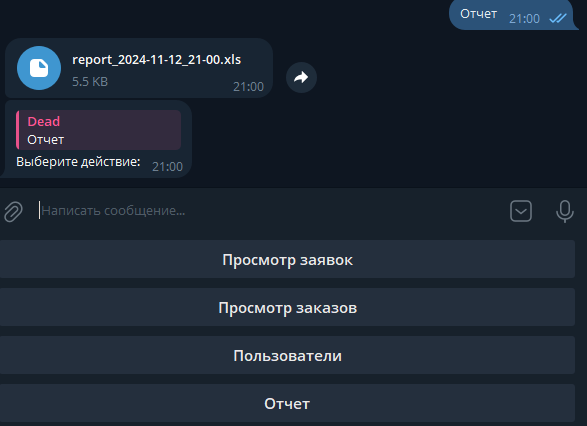 Отчет 21:00
report_2024-11-12_21-00.xls
5.5 KB 21:00
Dead
Отчет
Выберите действие: 21:00
Написать сообщение...
Просмотр заявок
Просмотр заказов
Пользователи
Отчет